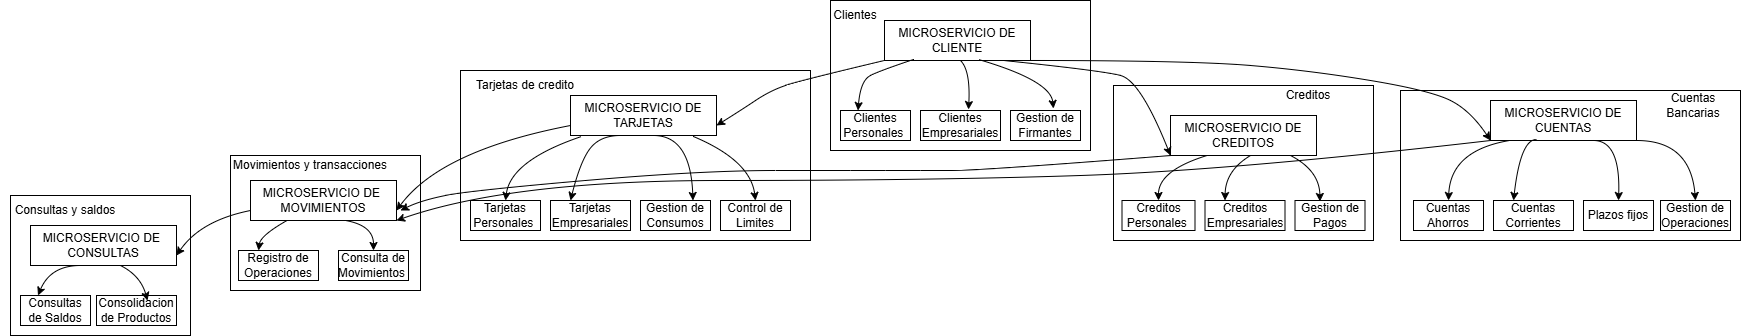 Clientes
MICROSERVICIO DE
CLIENTE
Clientes
Personales
Clientes
Empresariales
Gestion de
Firmantes
Tarjetas de credito
MICROSERVICIO DE
TARJETAS
Tarjetas
Personales
Tarjetas
Empresariales
Gestion de
Consumos
Control de
Limites
Creditos
MICROSERVICIO DE
CREDITOS
Creditos
Personales
Creditos
Empresariales
Gestion de
Pagos
Cuentas
Bancarias
MICROSERVICIO DE
CUENTAS
Cuentas
Ahorros
Cuentas
Corrientes
Plazos fijos
Gestion de
Operaciones
Movimientos y transacciones
MICROSERVICIO DE
MOVIMIENTOS
Registro de
Operaciones
Consulta de
Movimientos
Consultas y saldos
MICROSERVICIO DE
CONSULTAS
Consultas
de Saldos
Consolidacion
de Productos